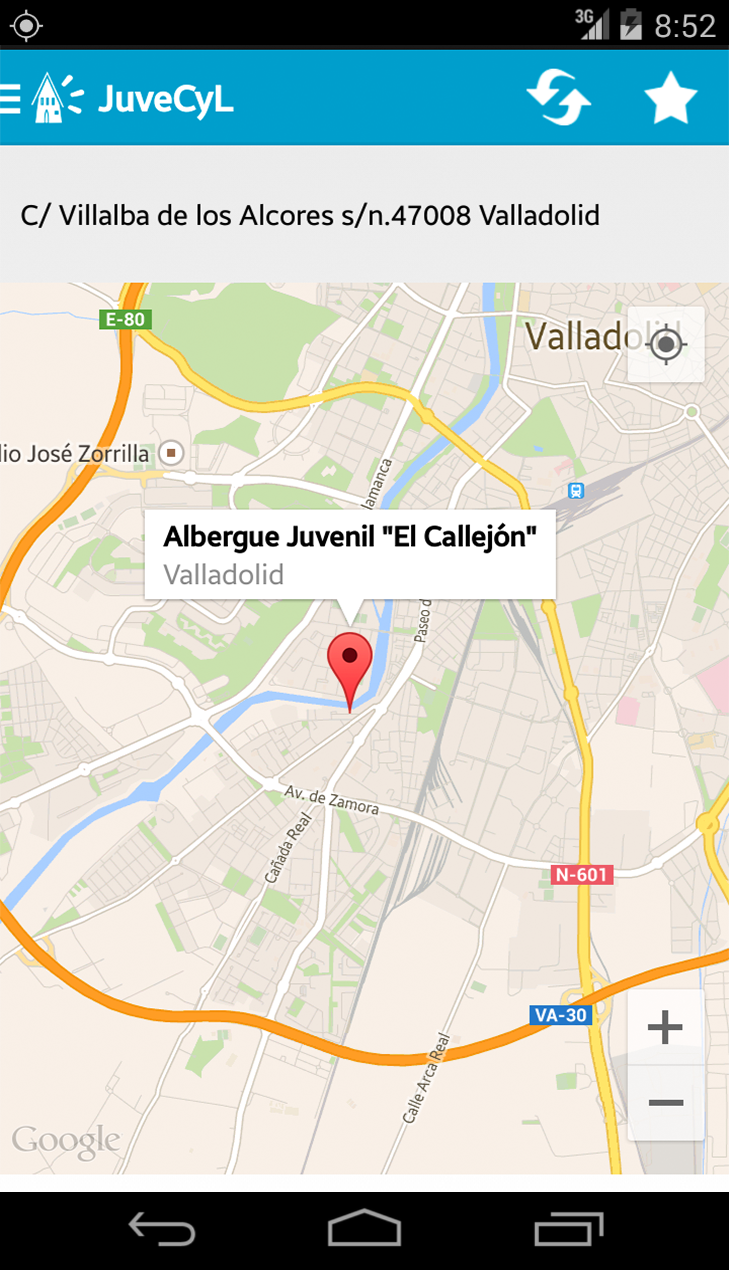 3G 8:52
JuveCyL
C/ Villalba de los Alcores s/n.47008 Valladolid
E-80
Valladolid
lio José Zorrilla
lamanca
Albergue Juvenil "El Callejón"
Valladolid
Paseo d
Av. de Zamora
Cañada Real
N-601
VA-30
Calle Arca Real
Google